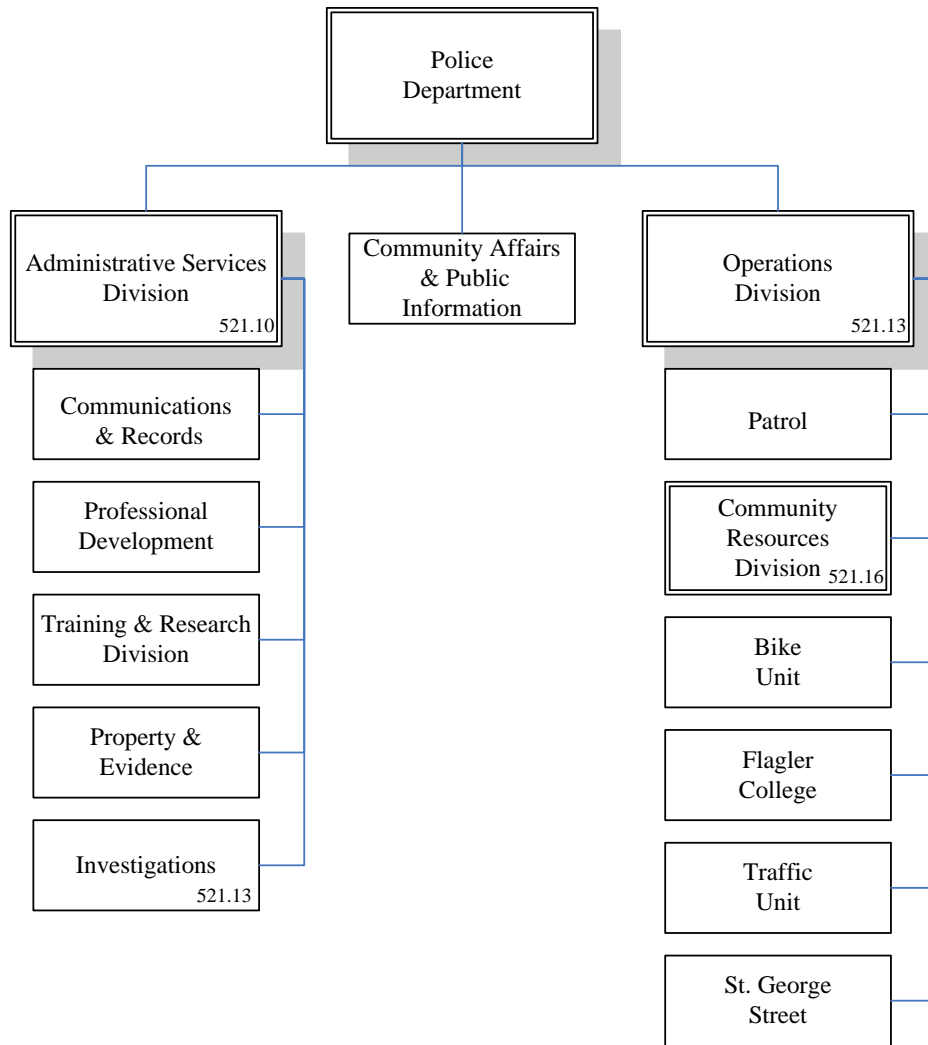 Police
Department
Administrative Services
Division
521.10
Community Affairs
& Public
Information
Operations
Division
521.13
Communications
& Records
Professional
Development
Training & Research
Division
Property &
Evidence
Investigations
521.13
Patrol
Community
Resources
Division 521.16
Bike
Unit
Flagler
College
Traffic
Unit
St. George
Street